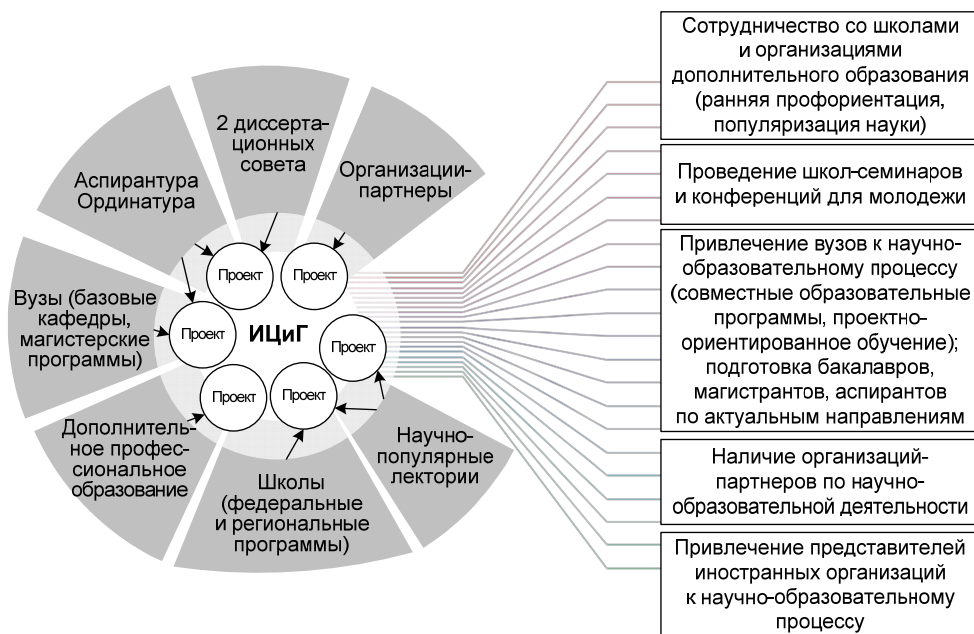 2 диссерта-
ционных
совета
Организации-
партнеры
Аспирантура
Ординатура
Вузы (базовые
кафедры,
магистерские
программы)
Дополнитель-
ное профес-
сиональное
образование
Школы
(федеральные
и региональные
программы)
Научно-
популярные
лектории
Проект
Проект
Проект
ИЦиГ
Проект
Проект
Проект
Сотрудничество со школами
и организациями
дополнительного образования
(ранняя профориентация,
популяризация науки)
Проведение школ-семинаров
и конференций для молодежи
Привлечение вузов к научно-
образовательному процессу
(совместные образовательные
программы, проектно-
ориентированное обучение);
подготовка бакалавров,
магистрантов, аспирантов
по актуальным направлениям
Наличие организаций-
партнеров по научно-
образовательной деятельности
Привлечение представителей
иностранных организаций
к научно-образовательному
процессу